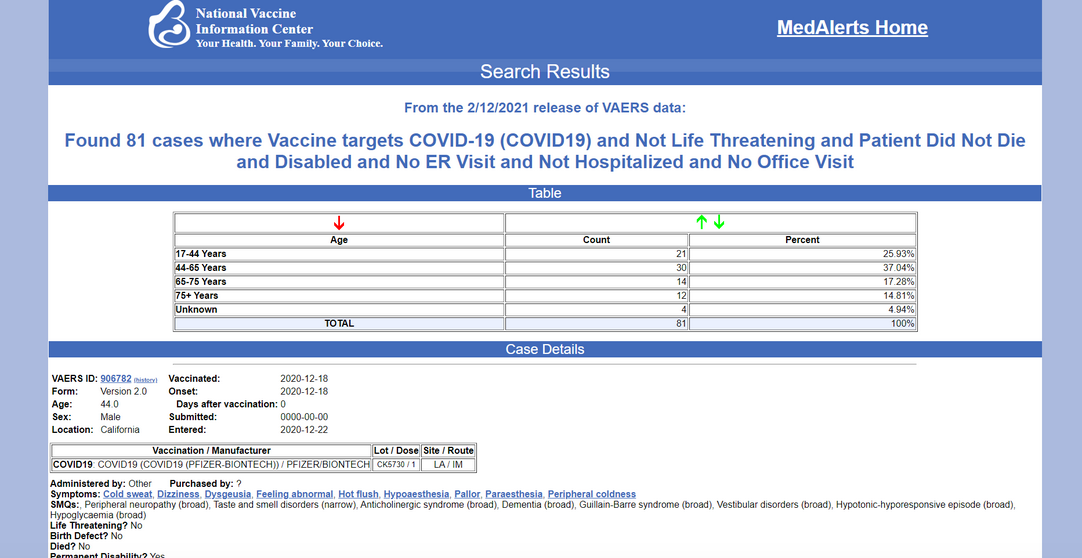 National Vaccine
Information Center
Your Health. Your Family. Your Choice.
MedAlerts Home
Search Results
From the 2/12/2021 release of VAERS data:
Found 81 cases where Vaccine targets COVID-19 (COVID19) and Not Life Threatening and Patient Did Not Die
and Disabled and No ER Visit and Not Hospitalized and No Office Visit
Table
Age Count Percent
17-44 Years 21 25.93%
44-65 Years 30 37.04%
65-75 Years 14 17.28%
75+ Years 12 14.81%
Unknown 4 4.94%
TOTAL 81 100%
Case Details
VAERS ID: 906782 (history) Vaccinated: 2020-12-18
Form: Version 2.0 Onset: 2020-12-18
Age: 44.0 Days after vaccination: 0
Sex: Male Submitted: 0000-00-00
Location: California Entered: 2020-12-22
Vaccination / Manufacturer Lot / Dose Site / Route
COVID19: COVID19 (COVID19 (PFIZER-BIONTECH)) / PFIZER/BIONTECH CK5730 / 1 LA / IM
Administered by: Other Purchased by: ?
Symptoms: Cold sweat, Dizziness, Dysgeusia, Feeling abnormal, Hot flush, Hypoaesthesia, Pallor, Paraesthesia, Peripheral coldness
SMQs:, Peripheral neuropathy (broad), Taste and smell disorders (narrow), Anticholinergic syndrome (broad), Dementia (broad), Guillain-Barre syndrome (broad), Vestibular disorders (broad), Hypotonic-hyporesponsive episode (broad),
Hypoglycaemia (broad)
Life Threatening? No
Birth Defect? No
Died? No
Permanent Disability? Yes